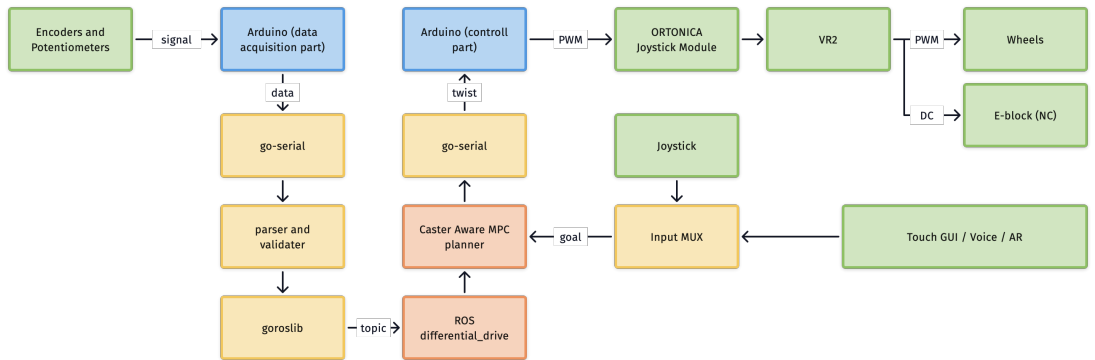 Encoders and
Potentiometers
signal
Arduino (data
acquisition part)
Arduino (controll
part)
PWM
ORTONICA
Joystick Module
VR2
PWM
Wheels
data
twist
DC
E-block (NC)
go-serial
go-serial
Joystick
parser and
validater
Caster Aware MPC
planner
goal
Input MUX
Touch GUI / Voice / AR
goroslib
topic
ROS
differential_drive